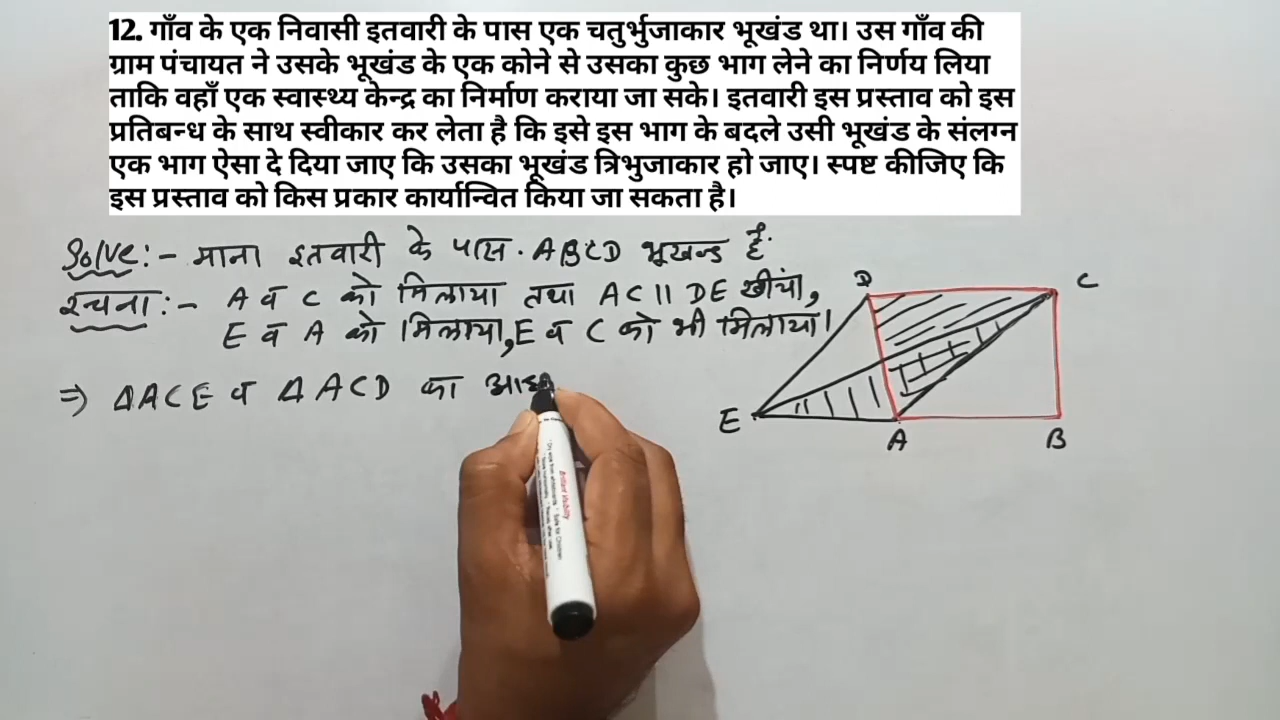 12. गाँव के एक निवासी इतवारी के पास एक चतुर्भुजाकार भूखंड था। उस गाँव की
ग्राम पंचायत ने उसके भूखंड के एक कोने से उसका कुछ भाग लेने का निर्णय लिया
ताकि वहाँ एक स्वास्थ्य केन्द्र का निर्माण कराया जा सके। इतवारी इस प्रस्ताव को इस
प्रतिबन्ध के साथ स्वीकार कर लेता है कि इसे इस भाग के बदले उसी भूखंड के संलग्न
एक भाग ऐसा दे दिया जाए कि उसका भूखंड त्रिभुजाकार हो जाए। स्पष्ट कीजिए कि
इस प्रस्ताव को किस प्रकार कार्यान्वित किया जा सकता है।
Solve:- माना इतवारी के पास ABCD भूखन्ड है
रचना:- A व C को मिलाया तथा AC || DE खींचा,
E व A को मिलाया, E व C को भी मिलाया।
⇒ ΔACE व ΔACD का
D C
E A B